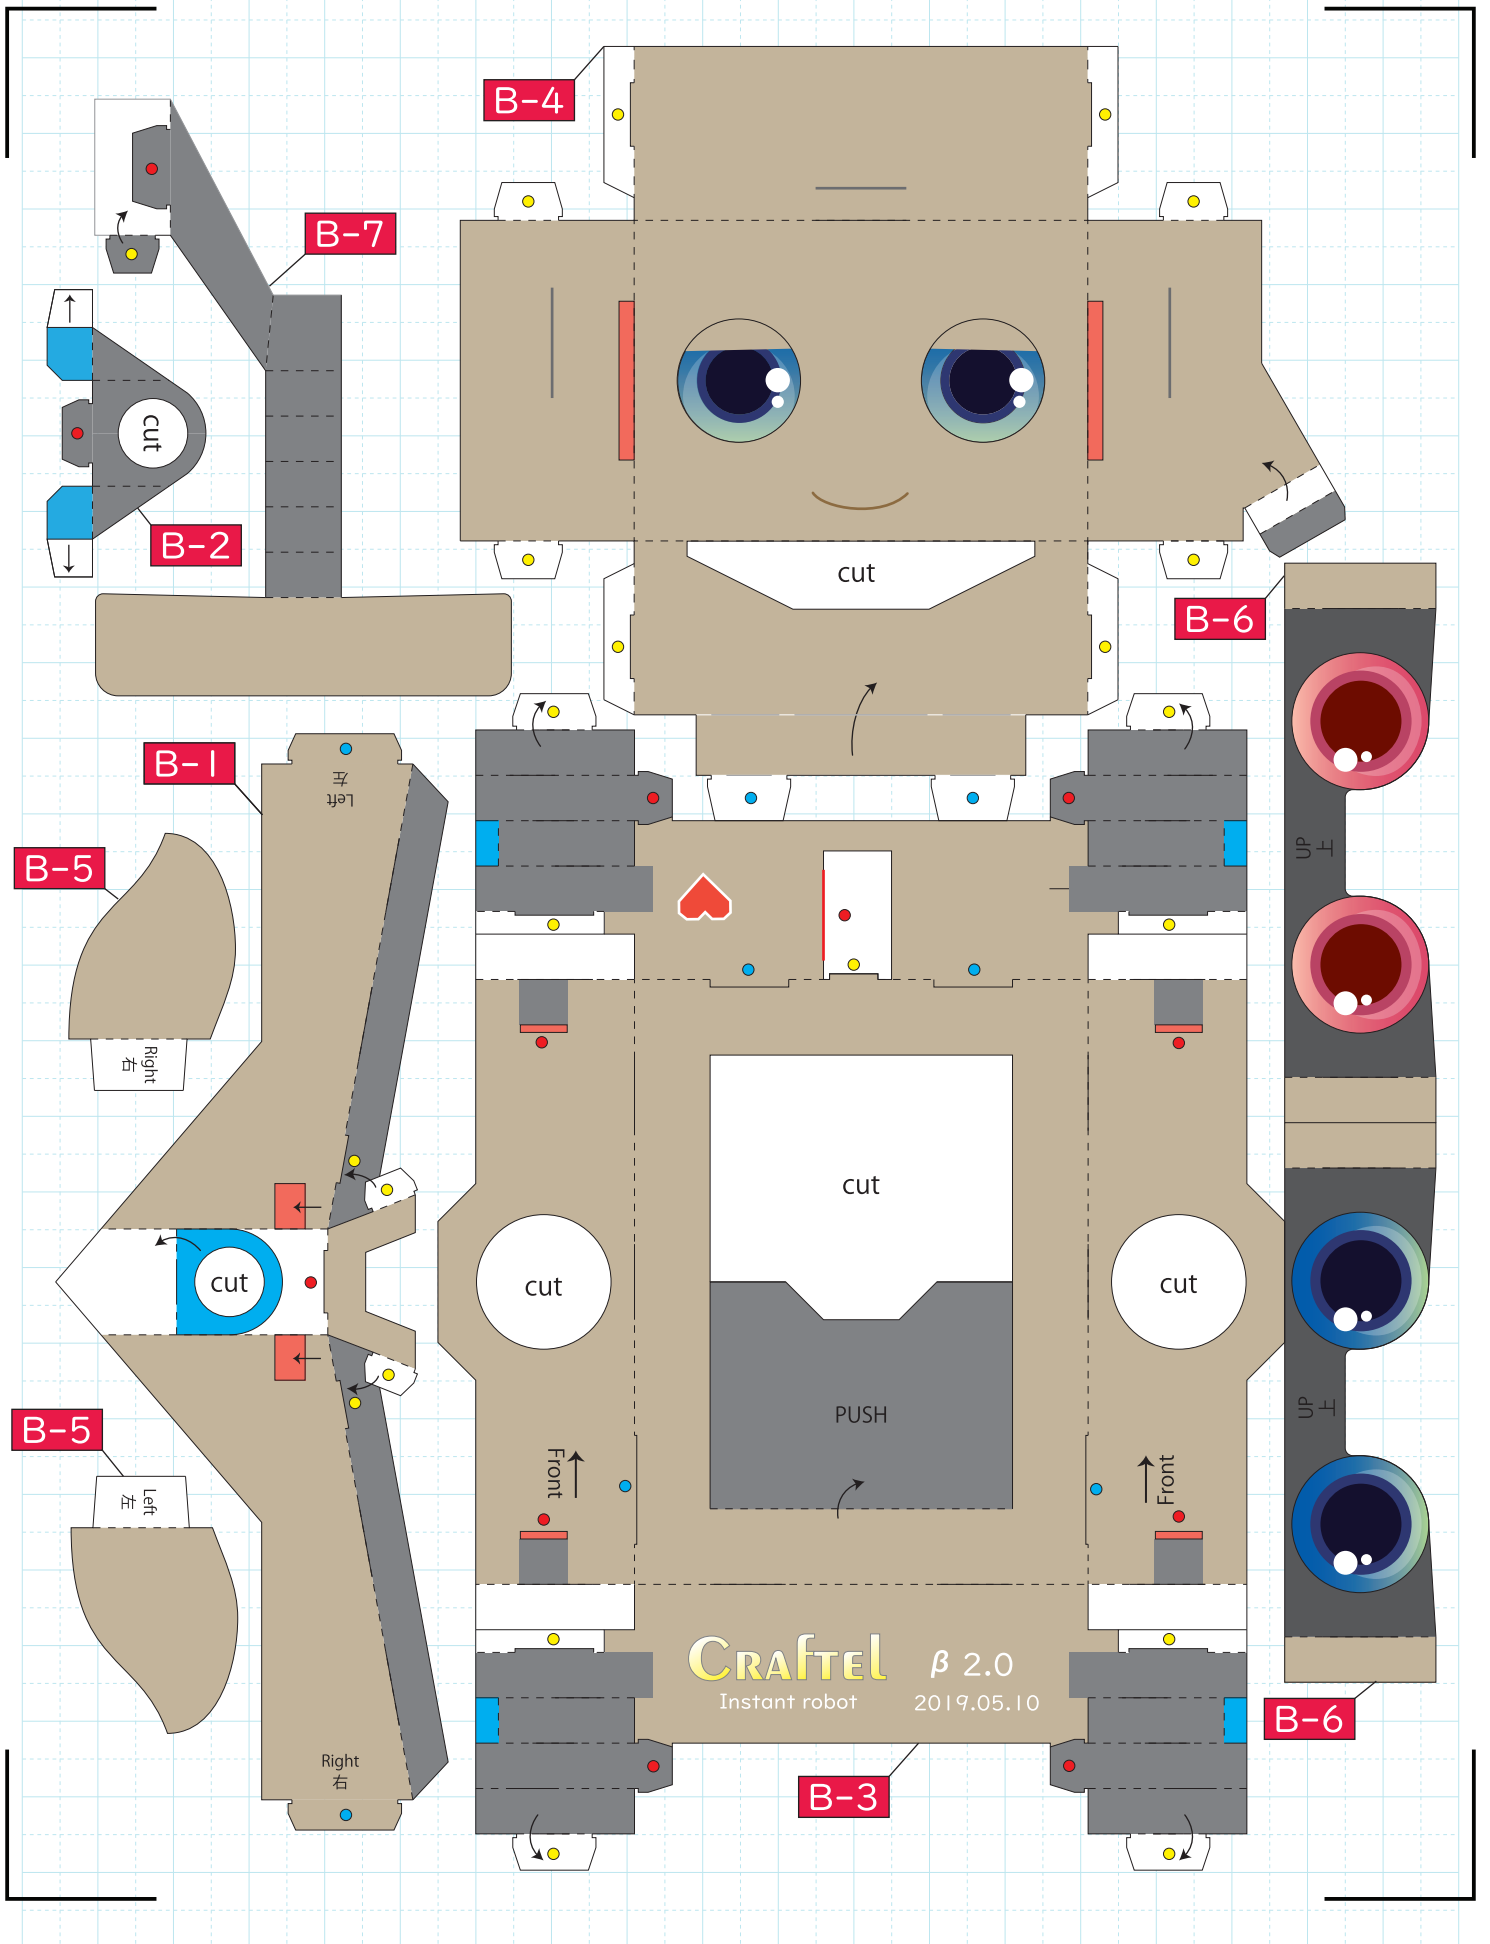 B-4
B-7
cut
B-2
cut
B-6
B-1
左
Left
B-5
UP
上
Right
右
cut
cut
cut
cut
UP
上
PUSH
Front
Front
B-5
Left
左
CRAFTEL
β 2.0
Instant robot
2019.05.10
B-6
Right
右
B-3